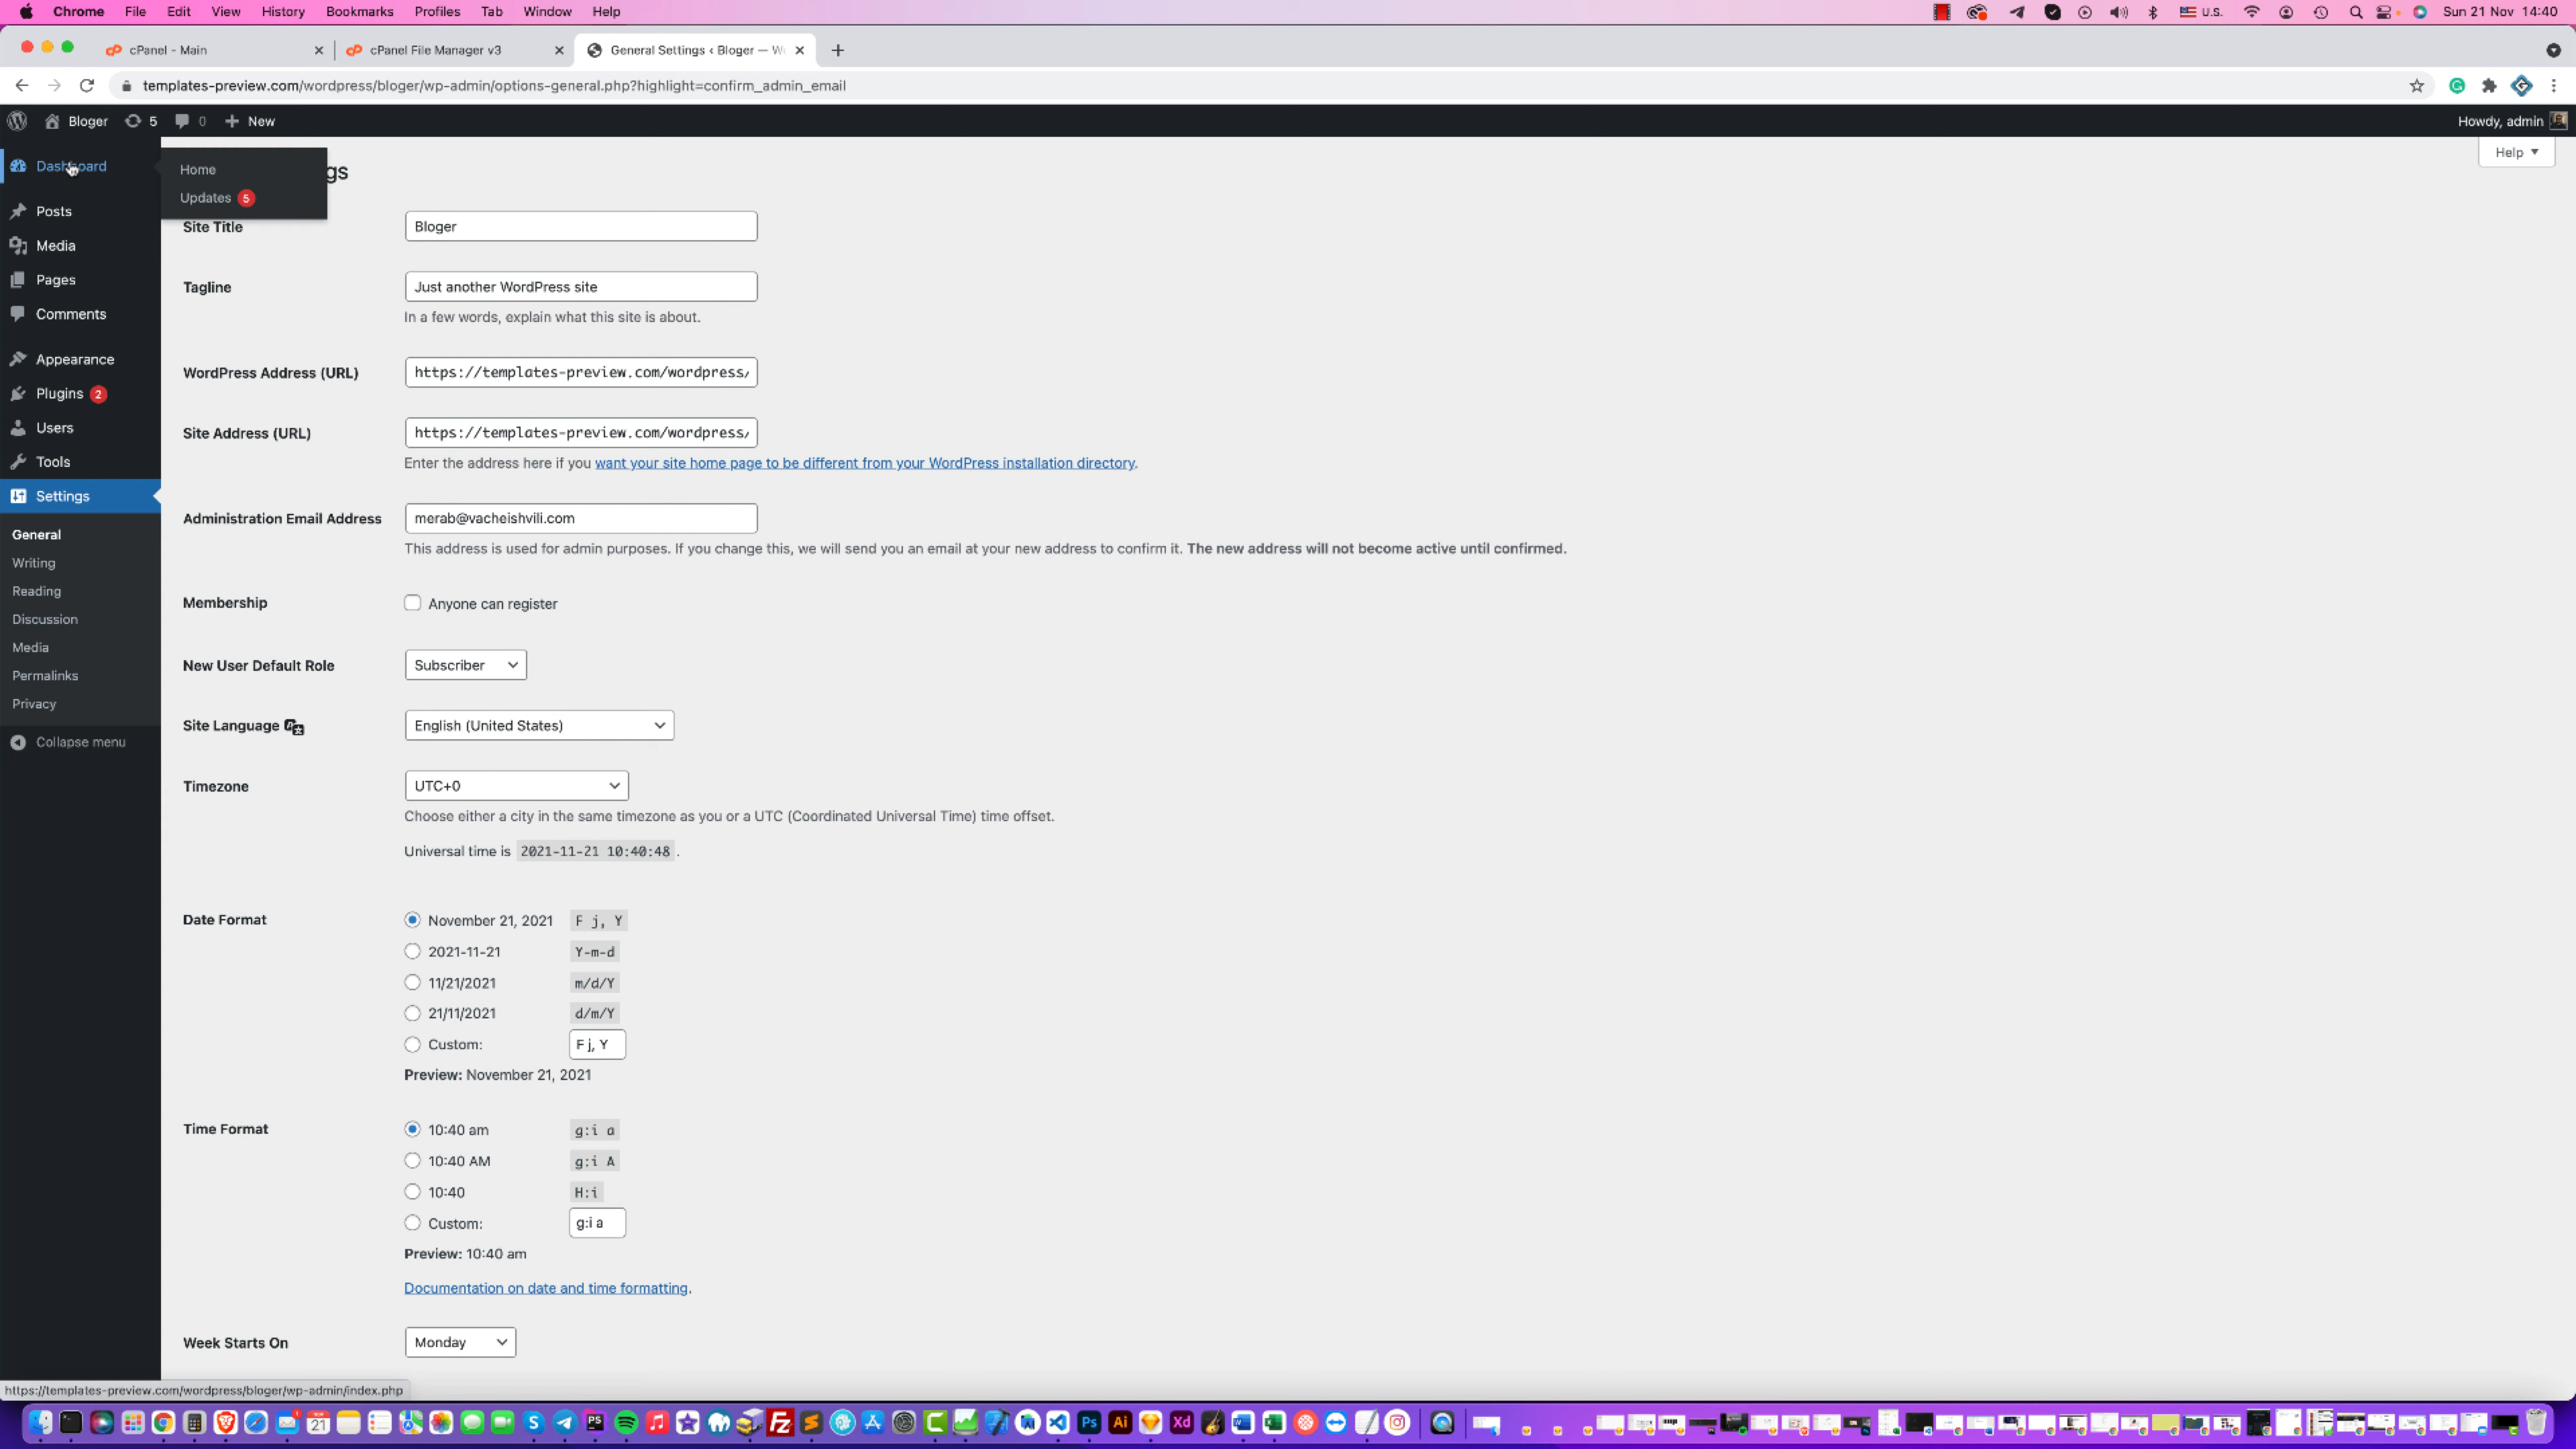 Chrome File Edit View History Bookmarks Profiles Tab Window Help U.S. Sun 21 Nov 14:40
cPanel - Main cPanel File Manager v3 General Settings ‹ Bloger — W
templates-preview.com/wordpress/bloger/wp-admin/options-general.php?highlight=confirm_admin_email
Bloger 5 0 New Howdy, admin
Help
Dashboard
Home
Updates 5
gs
Posts
Media
Pages
Comments
Appearance
Plugins 2
Users
Tools
Settings
General
Writing
Reading
Discussion
Media
Permalinks
Privacy
Collapse menu
Site Title Bloger
Tagline Just another WordPress site
In a few words, explain what this site is about.
WordPress Address (URL) https://templates-preview.com/wordpress/
Site Address (URL) https://templates-preview.com/wordpress/
Enter the address here if you want your site home page to be different from your WordPress installation directory.
Administration Email Address merab@vacheishvili.com
This address is used for admin purposes. If you change this, we will send you an email at your new address to confirm it. The new address will not become active until confirmed.
Membership Anyone can register
New User Default Role Subscriber
Site Language English (United States)
Timezone UTC+0
Choose either a city in the same timezone as you or a UTC (Coordinated Universal Time) time offset.
Universal time is 2021-11-21 10:40:48 .
Date Format November 21, 2021 F j, Y
2021-11-21 Y-m-d
11/21/2021 m/d/Y
21/11/2021 d/m/Y
Custom: F j, Y
Preview: November 21, 2021
Time Format 10:40 am g:i a
10:40 AM g:i A
10:40 H:i
Custom: g:i a
Preview: 10:40 am
Documentation on date and time formatting.
Week Starts On Monday
https://templates-preview.com/wordpress/bloger/wp-admin/index.php
21 PS Fz Ps Ai Xd